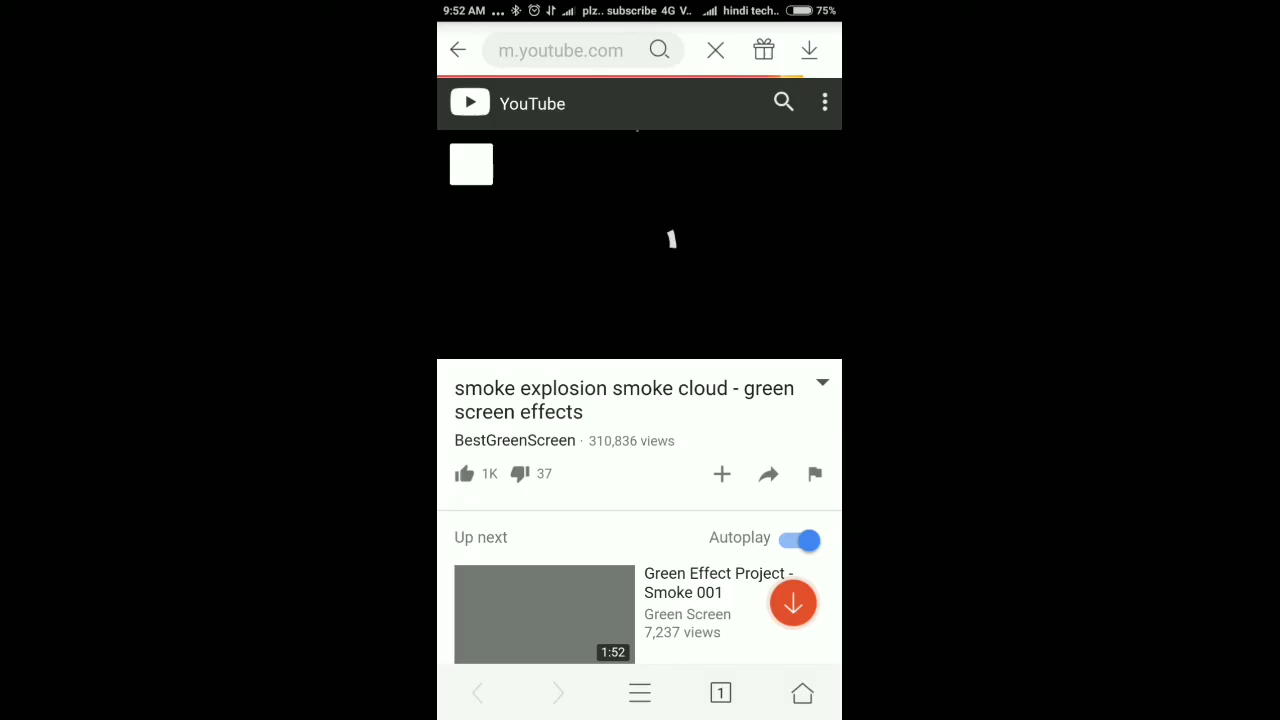 9:52 AM ... plz.. subscribe 4G V.. hindi tech.. 75%
m.youtube.com
YouTube
smoke explosion smoke cloud - green
screen effects
BestGreenScreen · 310,836 views
1K 37
Up next Autoplay
Green Effect Project -
Smoke 001
Green Screen
7,237 views
1:52
1